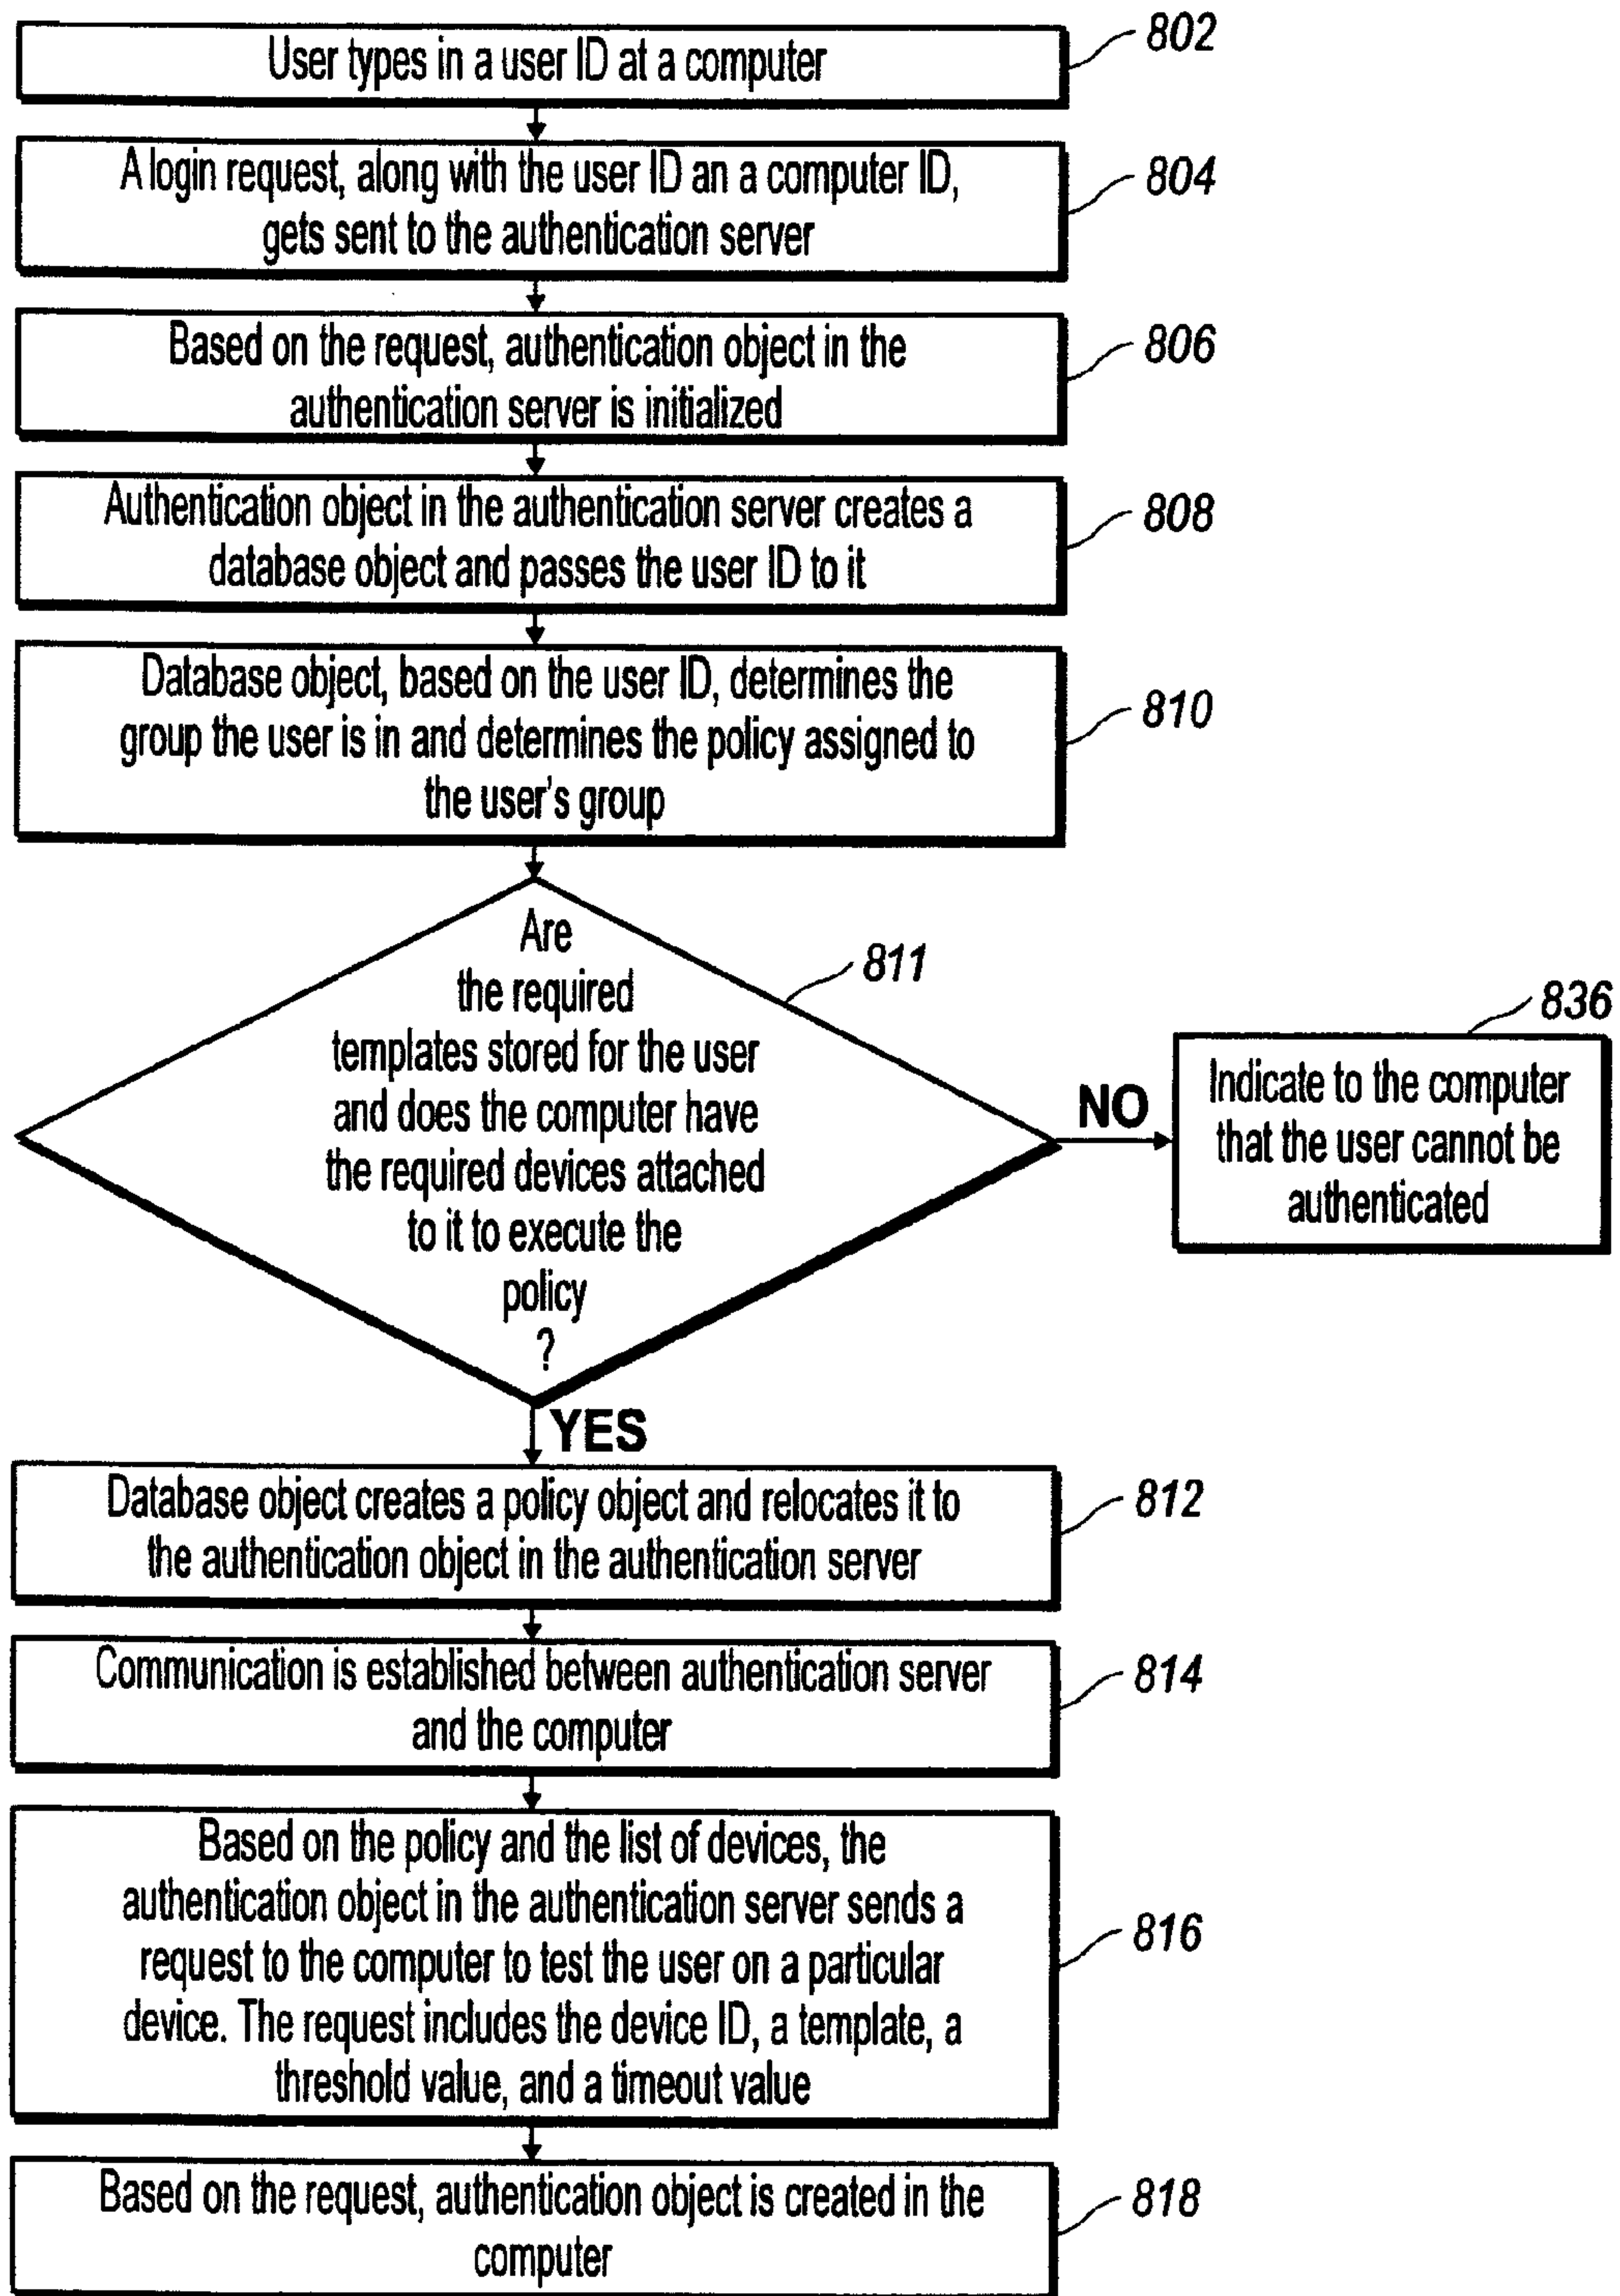 User types in a user ID at a computer
802
A login request, along with the user ID an a computer ID,
gets sent to the authentication server
804
Based on the request, authentication object in the
authentication server is initialized
806
Authentication object in the authentication server creates a
database object and passes the user ID to it
808
Database object, based on the user ID, determines the
group the user is in and determines the policy assigned to
the user's group
810
Are
the required
templates stored for the user
and does the computer have
the required devices attached
to it to execute the
policy
?
811
NO
836
Indicate to the computer
that the user cannot be
authenticated
YES
Database object creates a policy object and relocates it to
the authentication object in the authentication server
812
Communication is established between authentication server
and the computer
814
Based on the policy and the list of devices, the
authentication object in the authentication server sends a
request to the computer to test the user on a particular
device. The request includes the device ID, a template, a
threshold value, and a timeout value
816
Based on the request, authentication object is created in the
computer
818